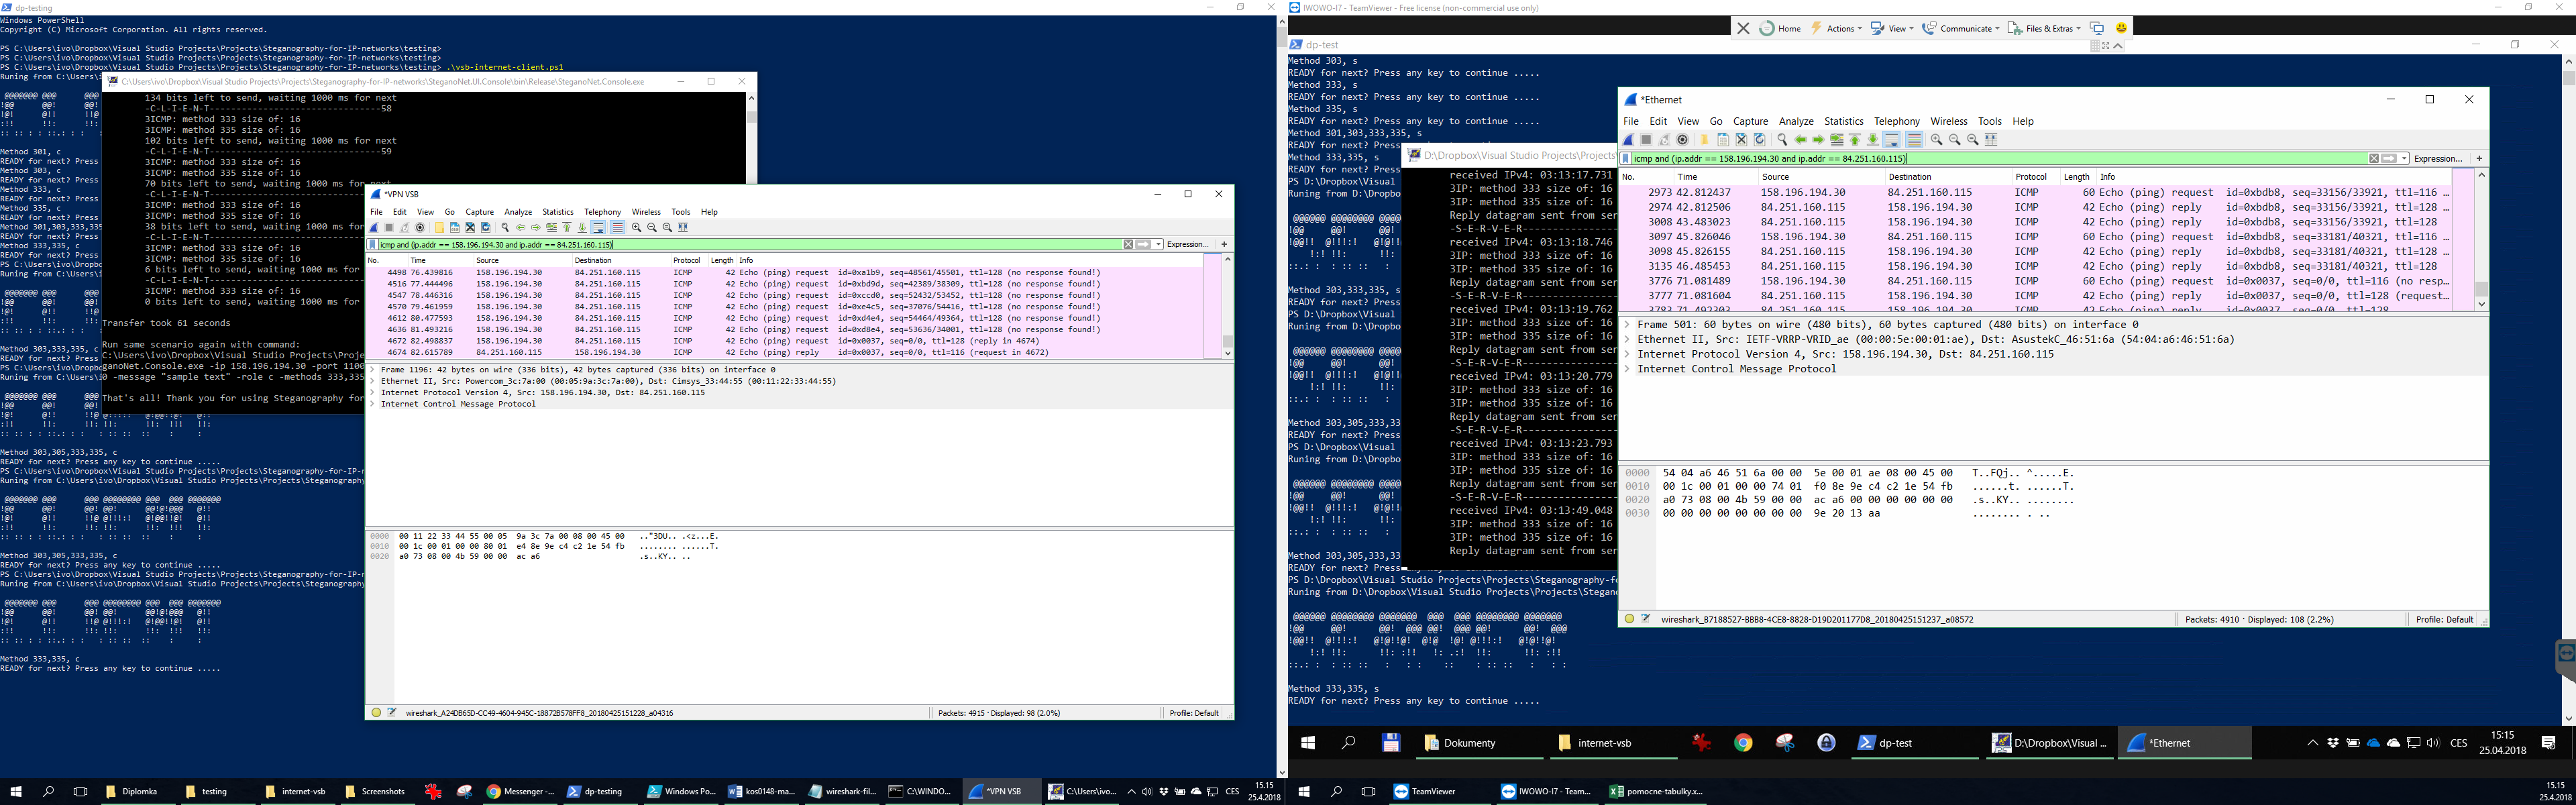 dp-testing
Windows PowerShell
Copyright (C) Microsoft Corporation. All rights reserved.
PS C:\Users\ivo\Dropbox\Visual Studio Projects\Projects\Steganography-for-IP-networks\testing>
PS C:\Users\ivo\Dropbox\Visual Studio Projects\Projects\Steganography-for-IP-networks\testing>
PS C:\Users\ivo\Dropbox\Visual Studio Projects\Projects\Steganography-for-IP-networks\testing> .\vsb-internet-client.ps1
Runing from C:\Users\i
Method 301, c
READY for next? Press
Method 303, c
READY for next? Press
Method 333, c
READY for next? Press
Method 335, c
READY for next? Press
Method 301,303,333,335
READY for next? Press
Method 333,335, c
READY for next? Press
PS C:\Users\ivo\Dropbo
Runing from C:\Users\i
Method 303,333,335, c
READY for next? Press
PS C:\Users\ivo\Dropbo
Runing from C:\Users\i
Method 303,305,333,335, c
READY for next? Press any key to continue .....
PS C:\Users\ivo\Dropbox\Visual Studio Projects\Projects\Steganography-for-IP-n
Runing from C:\Users\ivo\Dropbox\Visual Studio Projects\Projects\Steganography
Method 303,305,333,335, c
READY for next? Press any key to continue .....
PS C:\Users\ivo\Dropbox\Visual Studio Projects\Projects\Steganography-for-IP-n
Runing from C:\Users\ivo\Dropbox\Visual Studio Projects\Projects\Steganography
Method 333,335, c
READY for next? Press any key to continue .....
C:\Users\ivo\Dropbox\Visual Studio Projects\Projects\Steganography-for-IP-networks\SteganoNet.UI.Console\bin\Release\SteganoNet.Console.exe
134 bits left to send, waiting 1000 ms for next
-C-L-I-E-N-T--------------------------------58
3ICMP: method 333 size of: 16
3ICMP: method 335 size of: 16
102 bits left to send, waiting 1000 ms for next
-C-L-I-E-N-T--------------------------------59
3ICMP: method 333 size of: 16
3ICMP: method 335 size of: 16
70 bits left to send, waiting 1000 ms for next
-C-L-I-E-N-T
3ICMP: method 333 size of: 16
3ICMP: method 335 size of: 16
38 bits left to send, waiting 1000 ms for
-C-L-I-E-N-T
3ICMP: method 333 size of: 16
3ICMP: method 335 size of: 16
6 bits left to send, waiting 1000 ms for
-C-L-I-E-N-T
3ICMP: method 335 size of: 16
0 bits left to send, waiting 1000 ms for
Transfer took 61 seconds
Run same scenario again with command:
C:\Users\ivo\Dropbox\Visual Studio Projects\Proje
ganoNet.Console.exe -ip 158.196.194.30 -port 1100
0 -message "sample text" -role c -methods 333,335
That's all! Thank you for using Steganography for
*VPN VSB
File Edit View Go Capture Analyze Statistics Telephony Wireless Tools Help
icmp and (ip.addr == 158.196.194.30 and ip.addr == 84.251.160.115)
Expression... +
No. Time Source Destination Protocol Length Info
4498 76.439816 158.196.194.30 84.251.160.115 ICMP 42 Echo (ping) request id=0xa1b9, seq=48561/45501, ttl=128 (no response found!)
4516 77.444496 158.196.194.30 84.251.160.115 ICMP 42 Echo (ping) request id=0xbd9d, seq=42389/38309, ttl=128 (no response found!)
4547 78.446316 158.196.194.30 84.251.160.115 ICMP 42 Echo (ping) request id=0xccd0, seq=52432/53452, ttl=128 (no response found!)
4570 79.461959 158.196.194.30 84.251.160.115 ICMP 42 Echo (ping) request id=0xe4c5, seq=37076/54416, ttl=128 (no response found!)
4612 80.477593 158.196.194.30 84.251.160.115 ICMP 42 Echo (ping) request id=0xd4e4, seq=54464/49364, ttl=128 (no response found!)
4636 81.493216 158.196.194.30 84.251.160.115 ICMP 42 Echo (ping) request id=0xd8e4, seq=53636/34001, ttl=128 (no response found!)
4672 82.498837 158.196.194.30 84.251.160.115 ICMP 42 Echo (ping) request id=0x0037, seq=0/0, ttl=128 (reply in 4674)
4674 82.615789 84.251.160.115 158.196.194.30 ICMP 42 Echo (ping) reply id=0x0037, seq=0/0, ttl=116 (request in 4672)
Frame 1196: 42 bytes on wire (336 bits), 42 bytes captured (336 bits) on interface 0
Ethernet II, Src: Powercom_3c:7a:00 (00:05:9a:3c:7a:00), Dst: Cimsys_33:44:55 (00:11:22:33:44:55)
Internet Protocol Version 4, Src: 158.196.194.30, Dst: 84.251.160.115
Internet Control Message Protocol
0000 00 11 22 33 44 55 00 05 9a 3c 7a 00 08 00 45 00 .."3DU.. .<z...E.
0010 00 1c 00 01 00 00 80 01 e4 8e 9e c4 c2 1e 54 fb ........ ......T.
0020 a0 73 08 00 4b 59 00 00 ac a6 .s..KY.. ..
wireshark_A24DB65D-CC49-4604-945C-18872B578FF8_20180425151228_a04316
Packets: 4915 · Displayed: 98 (2.0%)
Profile: Default
Diplomka testing internet-vsb Screenshots Messenger -... dp-testing Windows Po... kos0148-ma... wireshark-fil... C:\WINDO... *VPN VSB C:\Users\ivo... CES 15.15 25.4.2018
IWOWO-I7 - TeamViewer - Free license (non-commercial use only)
Home Actions View Communicate Files & Extras
dp-test
Method 303, s
READY for next? Press any key to continue .....
Method 333, s
READY for next? Press any key to continue .....
Method 335, s
READY for next? Press any key to continue .....
Method 301,303,333,335, s
READY for next? Press any key to continue .....
Method 333,335, s
READY for next? Press
PS D:\Dropbox\Visual
Runing from D:\Dropbo
Method 303,333,335, s
READY for next? Press
PS D:\Dropbox\Visual
Runing from D:\Dropbo
Method 303,305,333,33
READY for next? Press
PS D:\Dropbox\Visual
Runing from D:\Dropbo
Method 303,305,333,33
READY for next? Press
PS D:\Dropbox\Visual Studio Projects\Projects\Steganography-fo
Runing from D:\Dropbox\Visual Studio Projects\Projects\Stegano
Method 333,335, s
READY for next? Press any key to continue .....
D:\Dropbox\Visual Studio Projects\Projects
received IPv4: 03:13:17.731
3IP: method 333 size of: 16
3IP: method 335 size of: 16
Reply datagram sent from ser
-S-E-R-V-E-R----------------
received IPv4: 03:13:18.746
3IP: method 333 size of: 16
3IP: method 335 size of: 16
Reply datagram sent from ser
-S-E-R-V-E-R----------------
received IPv4: 03:13:19.762
3IP: method 333 size of: 16
3IP: method 335 size of: 16
Reply datagram sent from ser
-S-E-R-V-E-R----------------
received IPv4: 03:13:20.779
3IP: method 333 size of: 16
3IP: method 335 size of: 16
Reply datagram sent from ser
-S-E-R-V-E-R----------------
received IPv4: 03:13:23.793
3IP: method 333 size of: 16
3IP: method 335 size of: 16
Reply datagram sent from ser
-S-E-R-V-E-R----------------
received IPv4: 03:13:49.048
3IP: method 333 size of: 16
3IP: method 335 size of: 16
Reply datagram sent from ser
*Ethernet
File Edit View Go Capture Analyze Statistics Telephony Wireless Tools Help
icmp and (ip.addr == 158.196.194.30 and ip.addr == 84.251.160.115)
Expression... +
No. Time Source Destination Protocol Length Info
2973 42.812437 158.196.194.30 84.251.160.115 ICMP 60 Echo (ping) request id=0xbdb8, seq=33156/33921, ttl=116 ...
2974 42.812506 84.251.160.115 158.196.194.30 ICMP 42 Echo (ping) reply id=0xbdb8, seq=33156/33921, ttl=128 ...
3008 43.483023 84.251.160.115 158.196.194.30 ICMP 42 Echo (ping) reply id=0xbdb8, seq=33156/33921, ttl=128
3097 45.826046 158.196.194.30 84.251.160.115 ICMP 60 Echo (ping) request id=0xbdb8, seq=33181/40321, ttl=116 ...
3098 45.826155 84.251.160.115 158.196.194.30 ICMP 42 Echo (ping) reply id=0xbdb8, seq=33181/40321, ttl=128 ...
3135 46.485453 84.251.160.115 158.196.194.30 ICMP 42 Echo (ping) reply id=0xbdb8, seq=33181/40321, ttl=128
3776 71.081489 158.196.194.30 84.251.160.115 ICMP 60 Echo (ping) request id=0x0037, seq=0/0, ttl=116 (no resp...
3777 71.081604 84.251.160.115 158.196.194.30 ICMP 42 Echo (ping) reply id=0x0037, seq=0/0, ttl=128 (request...
3783 71.492303 84.251.160.115 158.196.194.30 ICMP 42 Echo (ping) reply id=0x0037, seq=0/0, ttl=128
Frame 501: 60 bytes on wire (480 bits), 60 bytes captured (480 bits) on interface 0
Ethernet II, Src: IETF-VRRP-VRID_ae (00:00:5e:00:01:ae), Dst: AsustekC_46:51:6a (54:04:a6:46:51:6a)
Internet Protocol Version 4, Src: 158.196.194.30, Dst: 84.251.160.115
Internet Control Message Protocol
0000 54 04 a6 46 51 6a 00 00 5e 00 01 ae 08 00 45 00 T..FQj.. ^.....E.
0010 00 1c 00 01 00 00 74 01 f0 8e 9e c4 c2 1e 54 fb ......t. ......T.
0020 a0 73 08 00 4b 59 00 00 ac a6 00 00 00 00 00 00 .s..KY.. ........
0030 00 00 00 00 00 00 00 00 9e 20 13 aa ........ . ..
wireshark_B7188527-BBB8-4CE8-8828-D19D201177D8_20180425151237_a08572
Packets: 4910 · Displayed: 108 (2.2%)
Profile: Default
Dokumenty internet-vsb dp-test D:\Dropbox\Visual ... *Ethernet CES 15:15 25.04.2018
TeamViewer IWOWO-I7 - Team... pomocne-tabulky.x... 15.15 25.4.2018